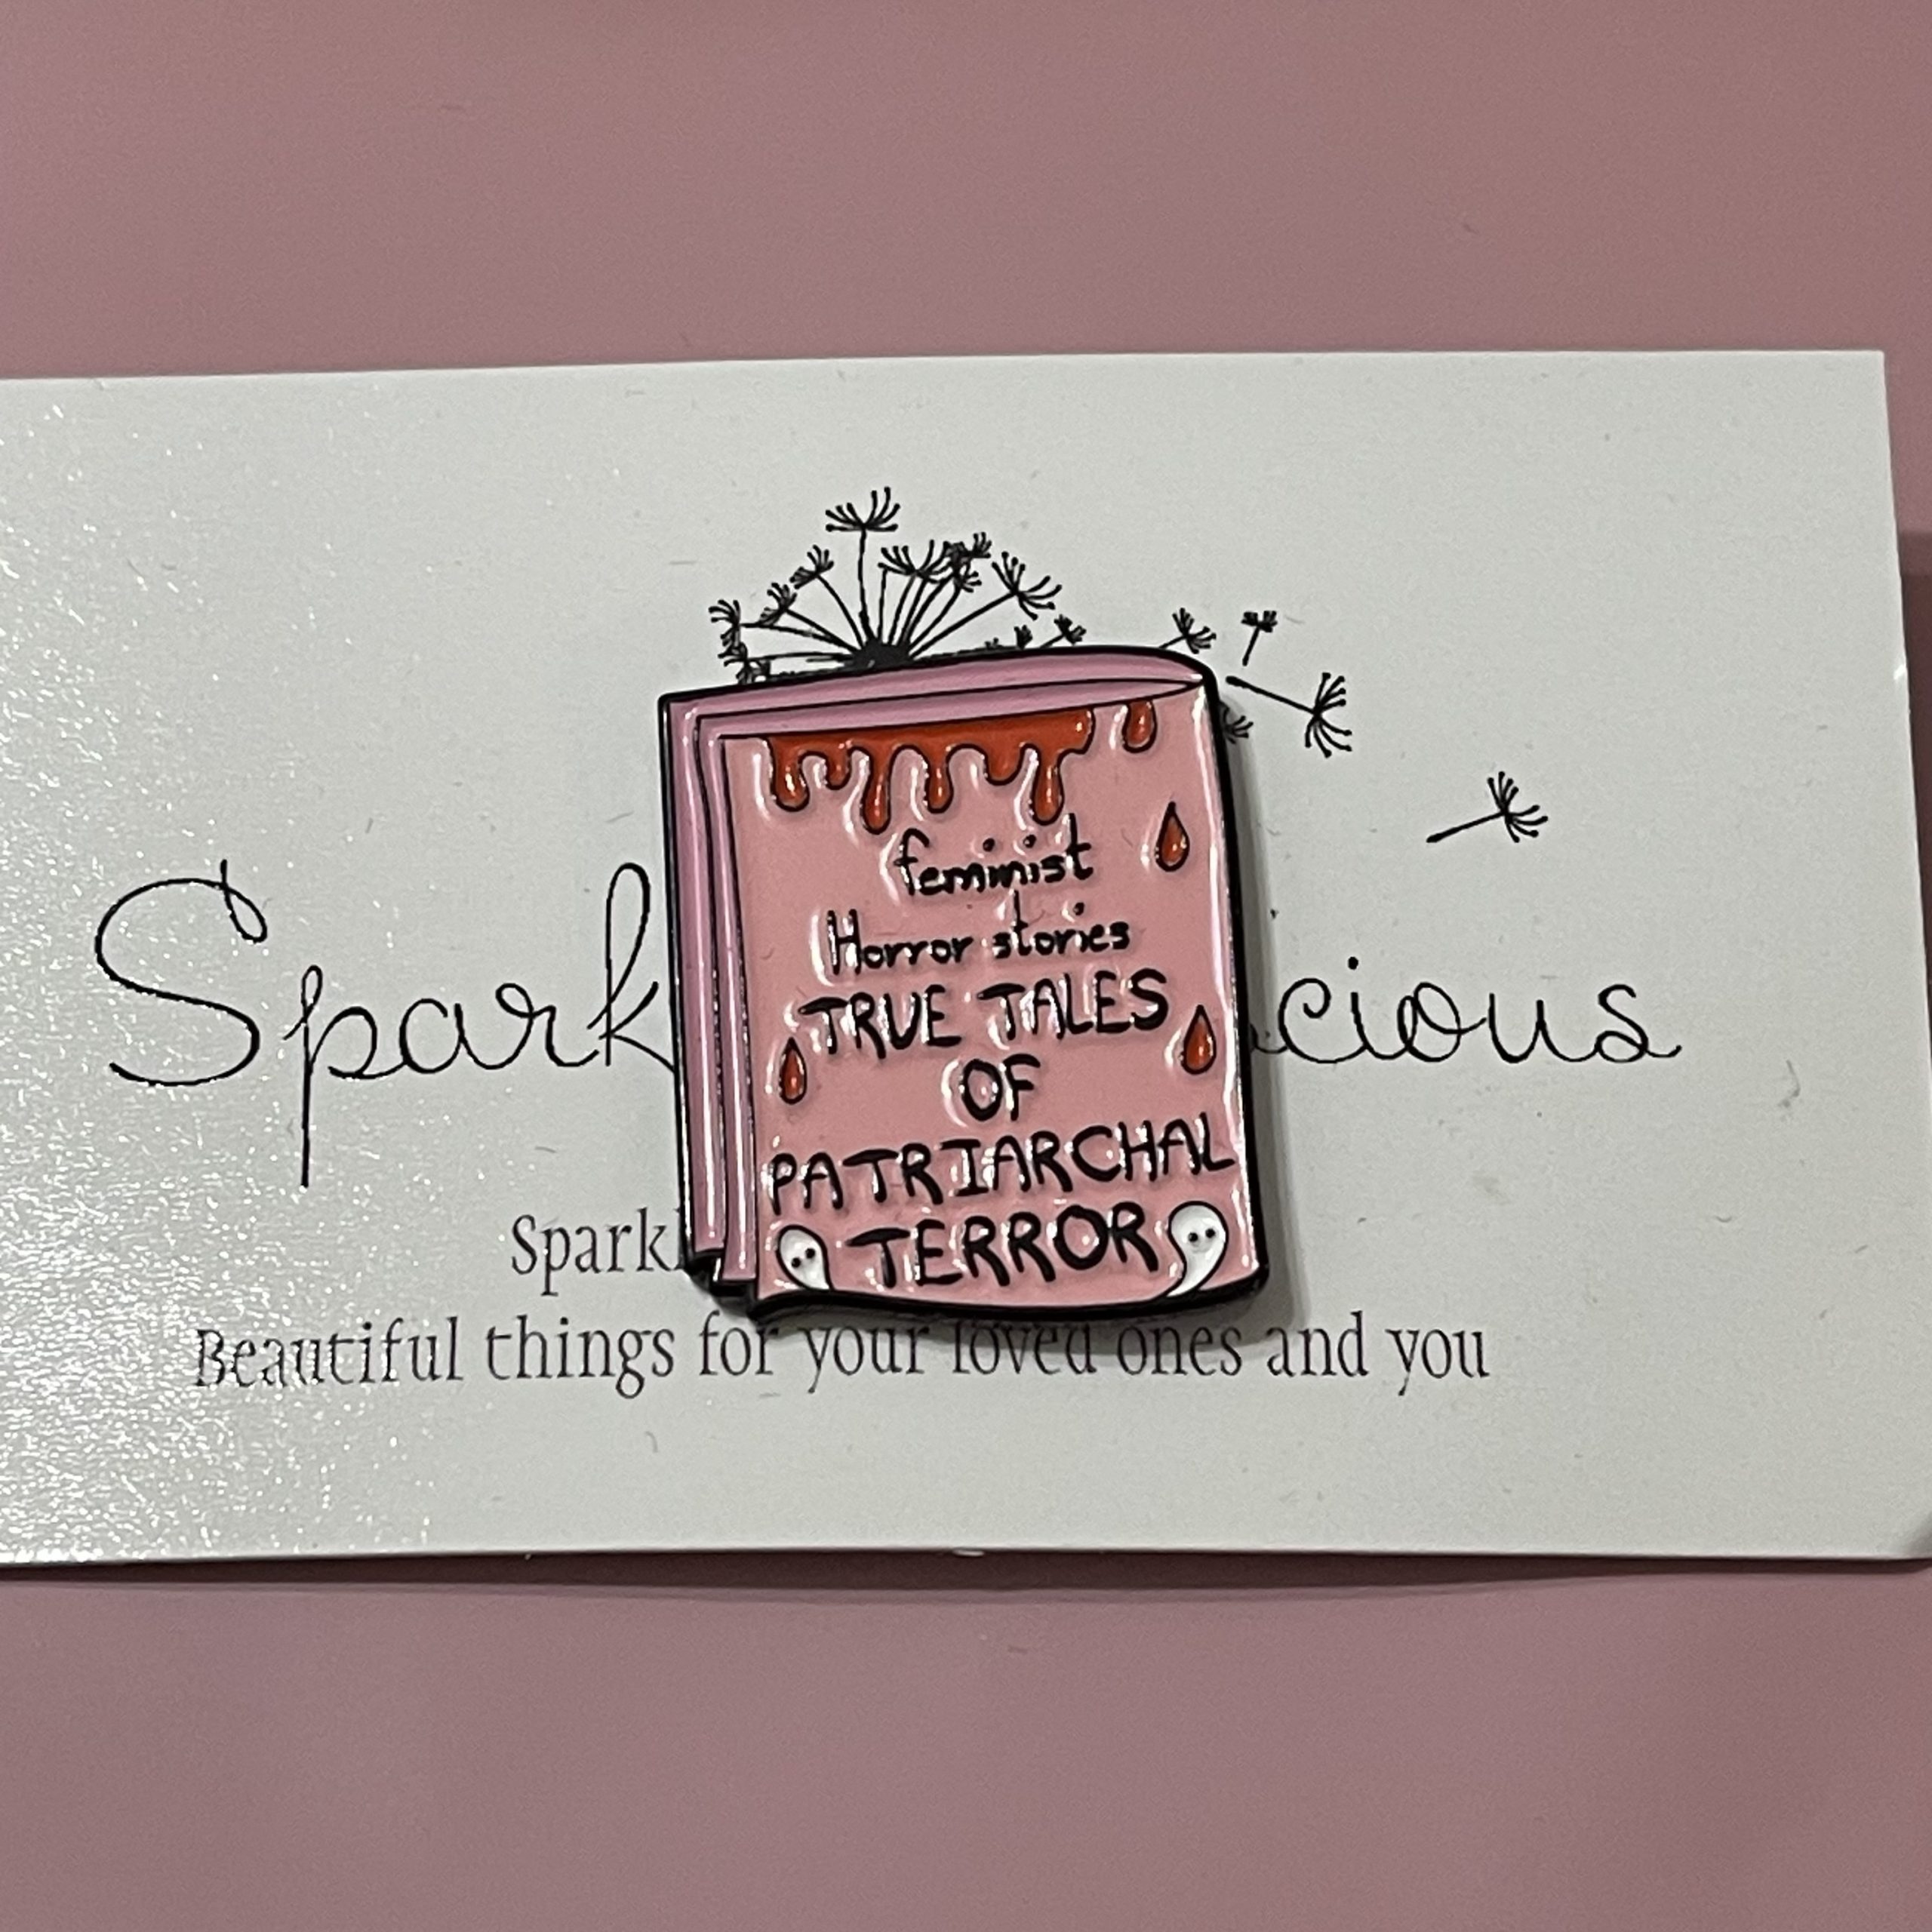 feminist
Horror stories
TRUE TALES
OF
PATRIARCHAL
TERROR
Spark cious
Spark
Beautiful things for your loved ones and you